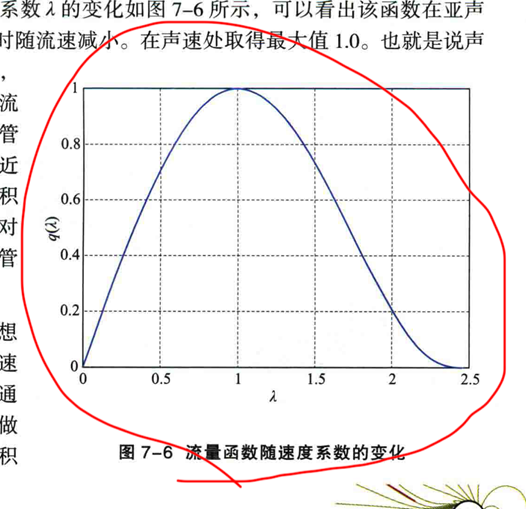 系数λ的变化如图7-6所示，可以看出该函数在亚声
时随流速减小。在声速处取得最大值1.0。也就是说声
，
流
管
近
积
对
管
想
速
通
做
积
1
0.8
0.6
0.4
0.2
0
q(λ)
0 0.5 1 1.5 2 2.5
λ
图7-6 流量函数随速度系数的变化